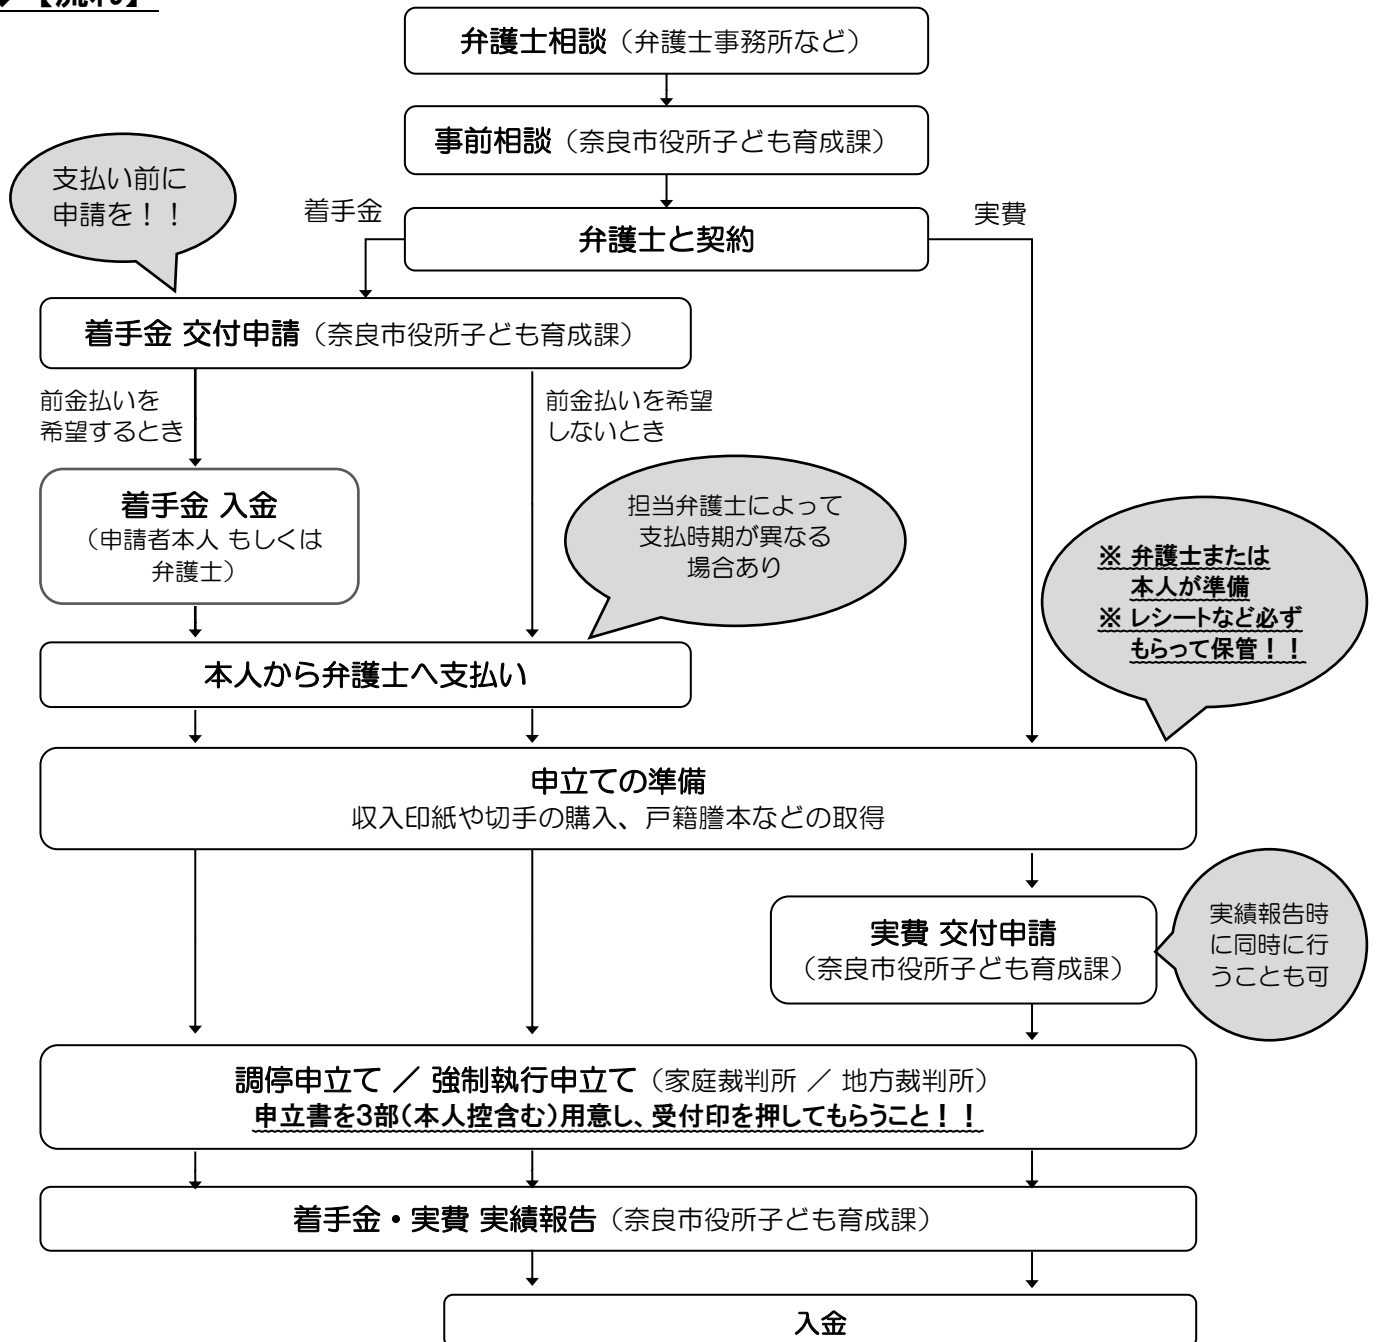 【流れ】
弁護士相談（弁護士事務所など）
事前相談（奈良市役所子ども育成課）
支払い前に
申請を！！
着手金
実費
弁護士と契約
着手金 交付申請（奈良市役所子ども育成課）
前金払いを
希望するとき
前金払いを希望
しないとき
着手金 入金
（申請者本人 もしくは
弁護士）
担当弁護士によって
支払時期が異なる
場合あり
※ 弁護士または
本人が準備
※ レシートなど必ず
もらって保管！！
本人から弁護士へ支払い
申立ての準備
収入印紙や切手の購入、戸籍謄本などの取得
実費 交付申請
（奈良市役所子ども育成課）
実績報告時
に同時に行
うことも可
調停申立て ／ 強制執行申立て（家庭裁判所 ／ 地方裁判所）
申立書を3部（本人控含む）用意し、受付印を押してもらうこと！！
着手金・実費 実績報告（奈良市役所子ども育成課）
入金